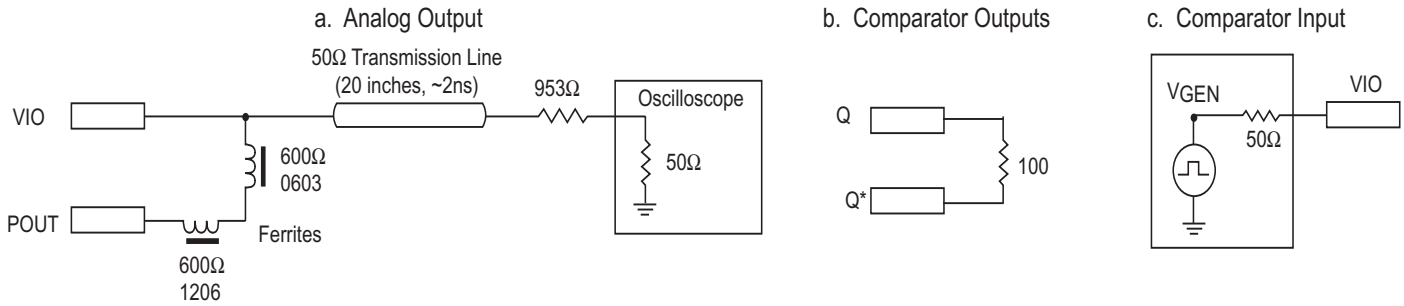 a. Analog Output
50Ω Transmission Line
(20 inches, ~2ns)
953Ω
Oscilloscope
VIO
600Ω
0603
50Ω
POUT
Ferrites
600Ω
1206
b. Comparator Outputs
Q
100
Q*
c. Comparator Input
VGEN
VIO
50Ω